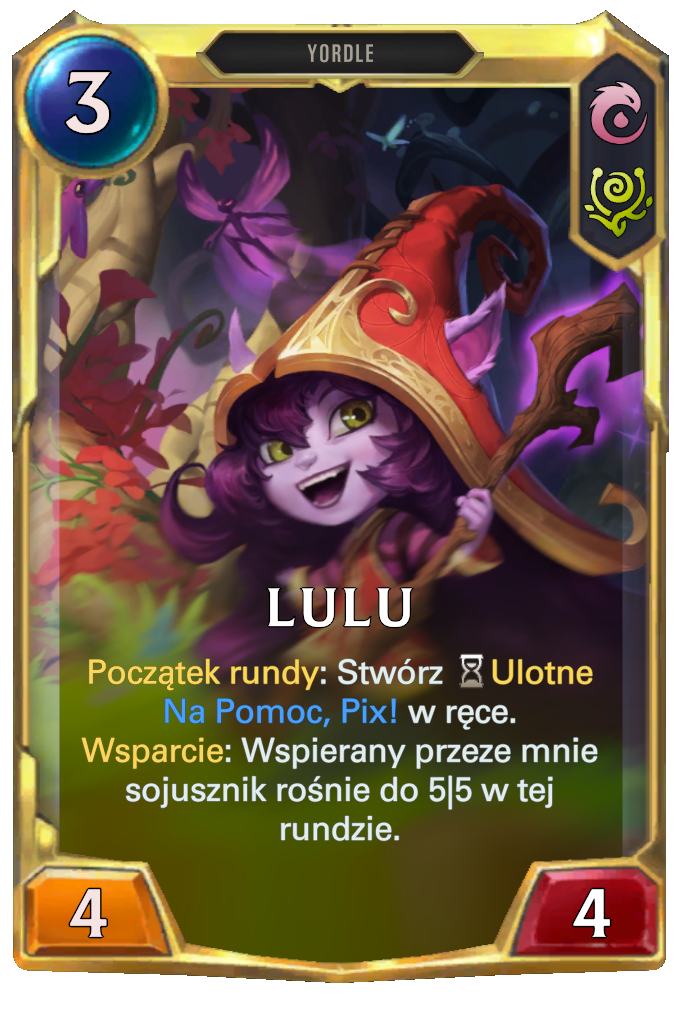 YORDLE
3
LULU
Początek rundy: Stwórz Ulotne
Na Pomoc, Pix! w ręce.
Wsparcie: Wspierany przeze mnie
sojusznik rośnie do 5|5 w tej
rundzie.
4
4